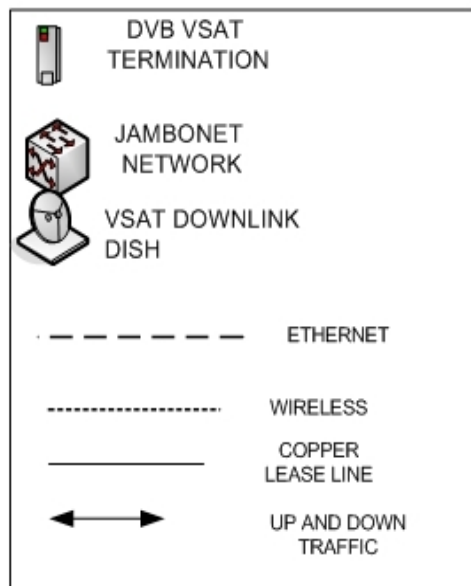 DVB VSAT
TERMINATION
JAMBONET
NETWORK
VSAT DOWNLINK
DISH
ETHERNET
WIRELESS
COPPER
LEASE LINE
UP AND DOWN
TRAFFIC